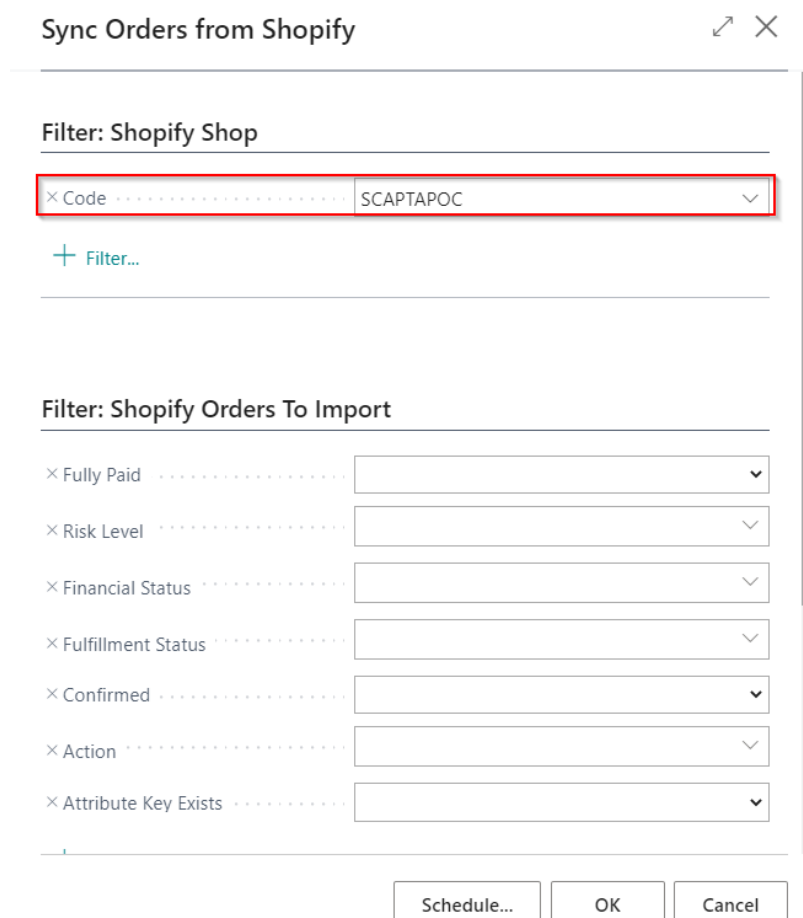 Sync Orders from Shopify
Filter: Shopify Shop
Code SCAPTAPOC
Filter...
Filter: Shopify Orders To Import
Fully Paid
Risk Level
Financial Status
Fulfillment Status
Confirmed
Action
Attribute Key Exists
Schedule... OK Cancel